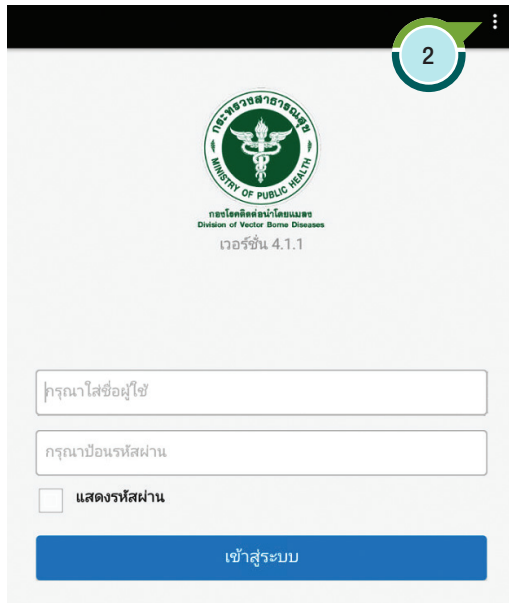 2
กระทรวงสาธารณสุข
MINISTRY OF PUBLIC HEALTH
กองโรคติดต่อนำโดยแมลง
Division of Vector Borne Diseases
เวอร์ชั่น 4.1.1
กรุณาใส่ชื่อผู้ใช้
กรุณาป้อนรหัสผ่าน
แสดงรหัสผ่าน
เข้าสู่ระบบ